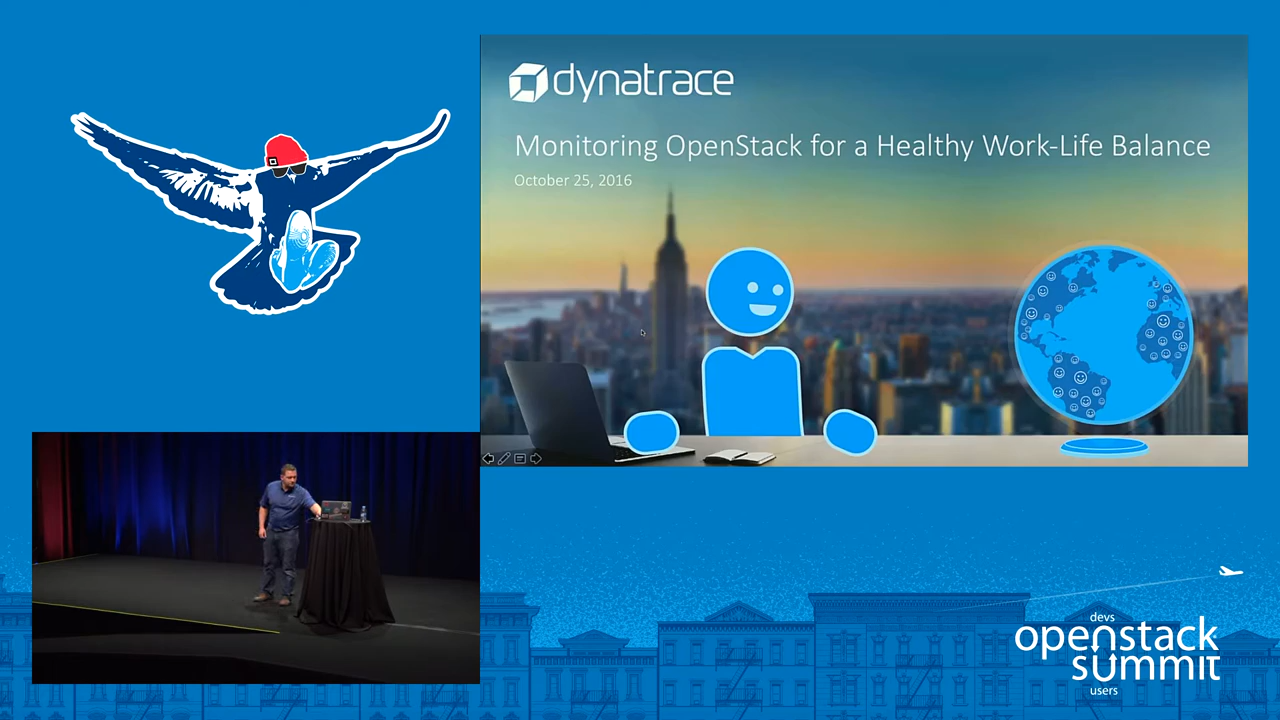 dynatrace
Monitoring OpenStack for a Healthy Work-Life Balance
October 25, 2016
devs
openstack
summit
users